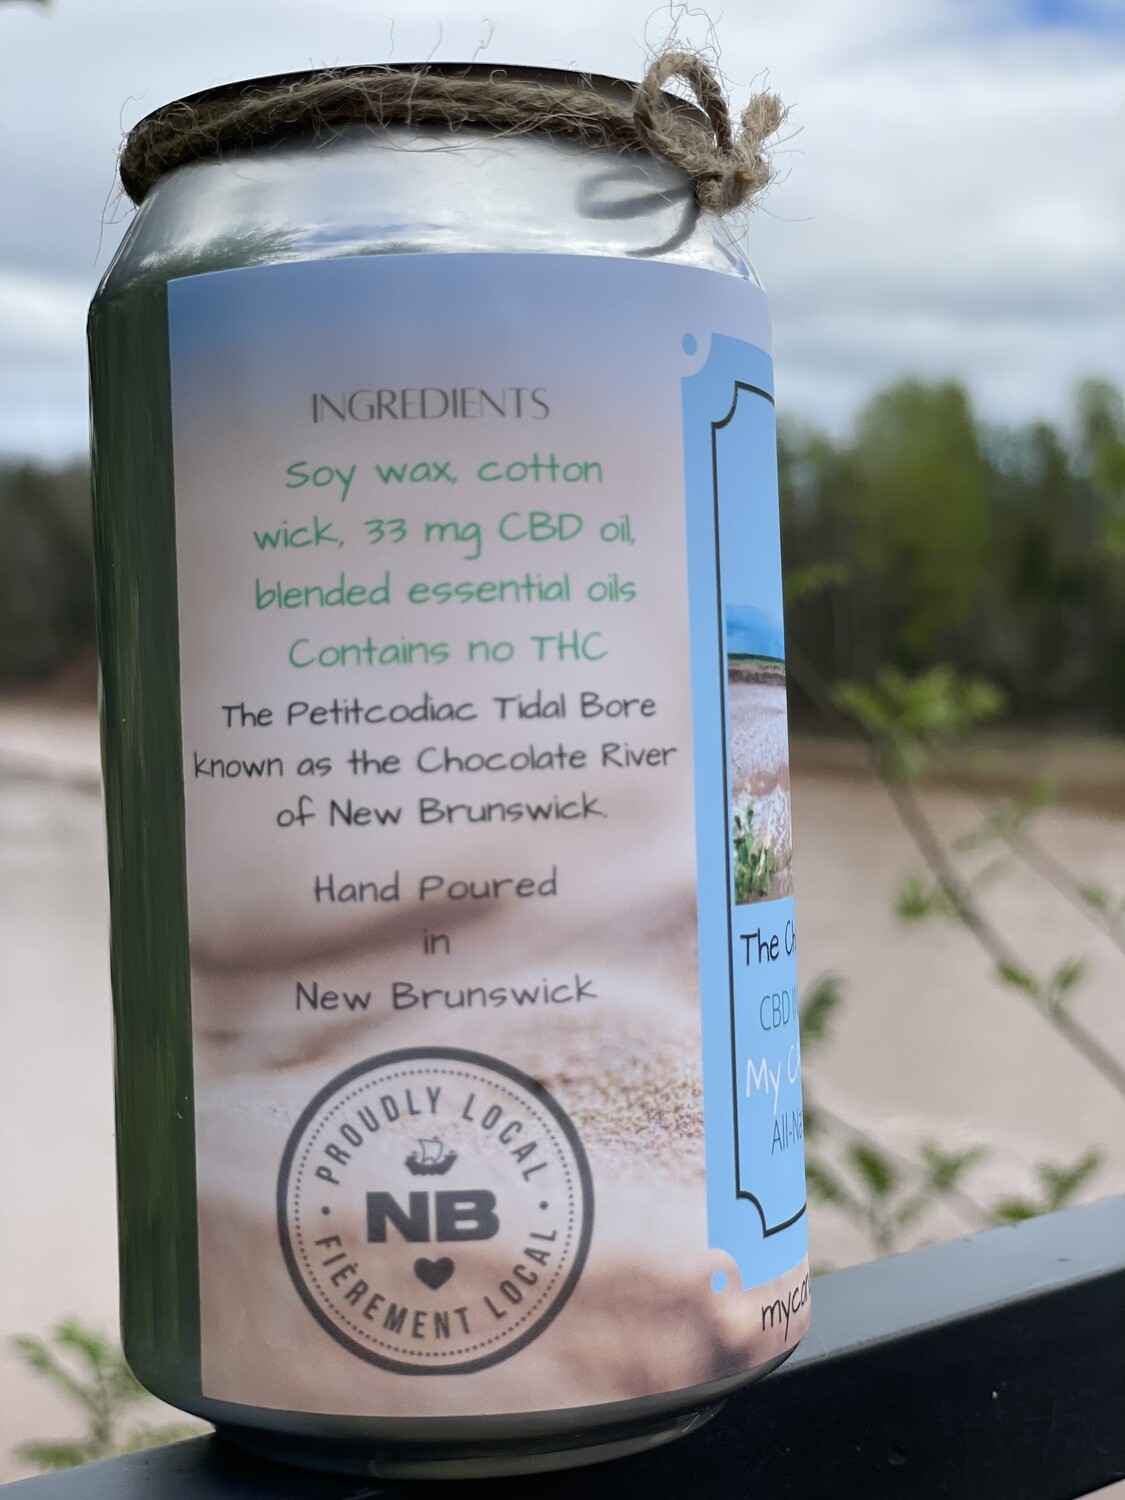 INGREDIENTS
Soy wax, cotton
wick, 33 mg CBD oil,
blended essential oils
Contains no THC
The Petitcodiac Tidal Bore
known as the Chocolate River
of New Brunswick.
Hand Poured
in
New Brunswick
PROUDLY LOCAL
NB
FIÈREMENT LOCAL
The
CBD
My